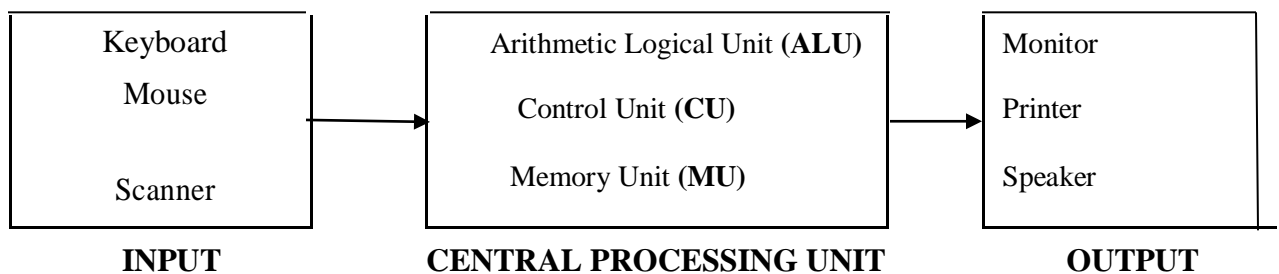 Keyboard
Mouse
Scanner
INPUT
Arithmetic Logical Unit (ALU)
Control Unit (CU)
Memory Unit (MU)
CENTRAL PROCESSING UNIT
Monitor
Printer
Speaker
OUTPUT